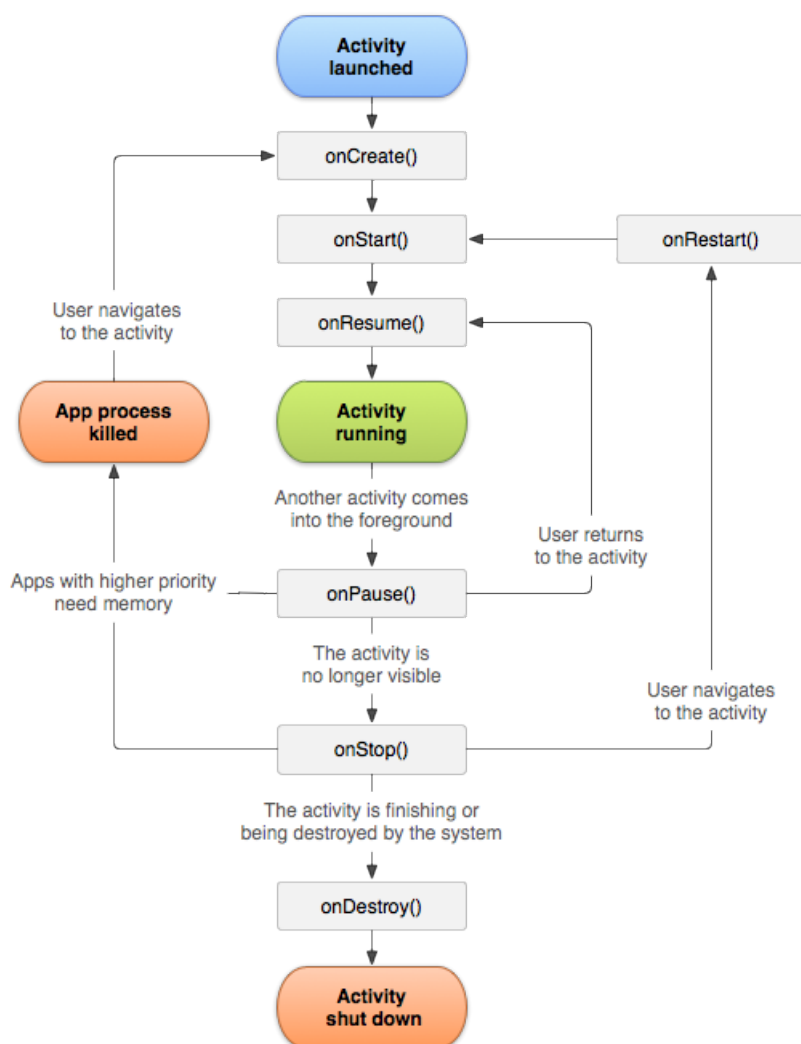 Activity
launched
onCreate()
onStart()
onRestart()
User navigates
to the activity
onResume()
App process
killed
Activity
running
Another activity comes
into the foreground
User returns
to the activity
Apps with higher priority
need memory
onPause()
The activity is
no longer visible
User navigates
to the activity
onStop()
The activity is finishing or
being destroyed by the system
onDestroy()
Activity
shut down